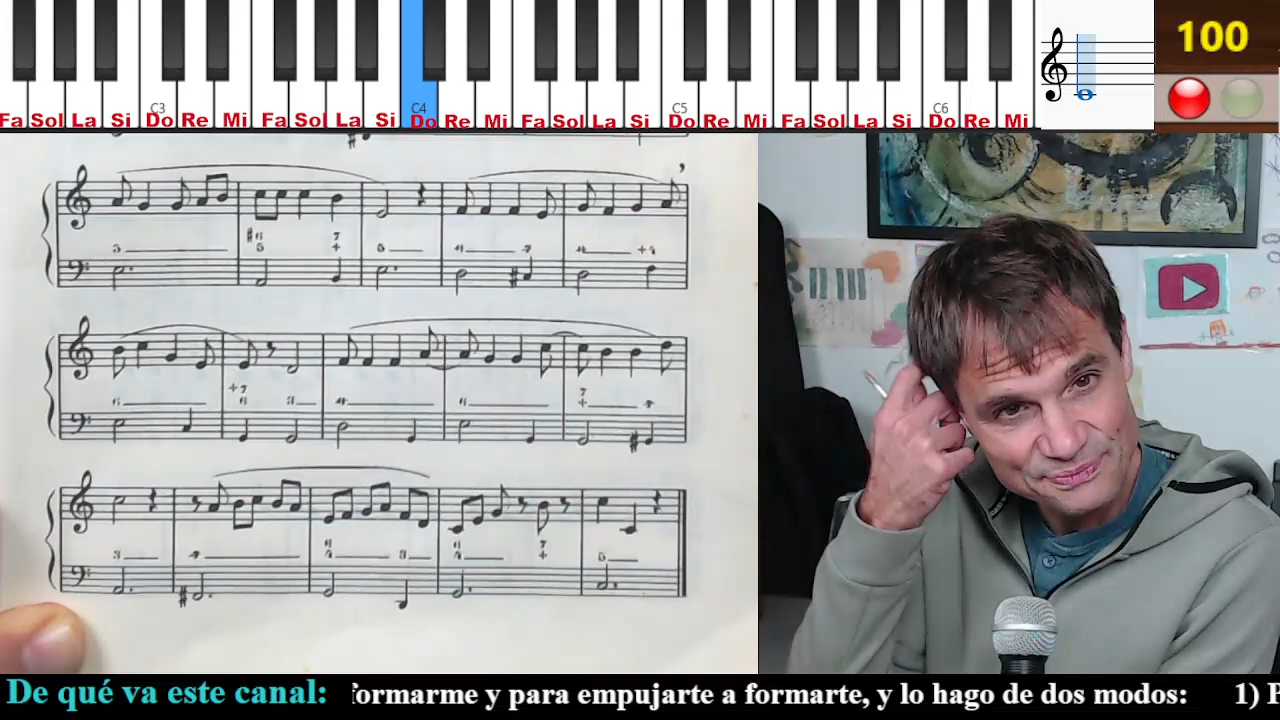 100
C3 C4 C5 C6
Fa Sol La Si Do Re Mi Fa Sol La Si Do Re Mi Fa Sol La Si Do Re Mi Fa Sol La Si Do Re Mi
De qué va este canal: formarme y para empujarte a formarte, y lo hago de dos modos: 1) P